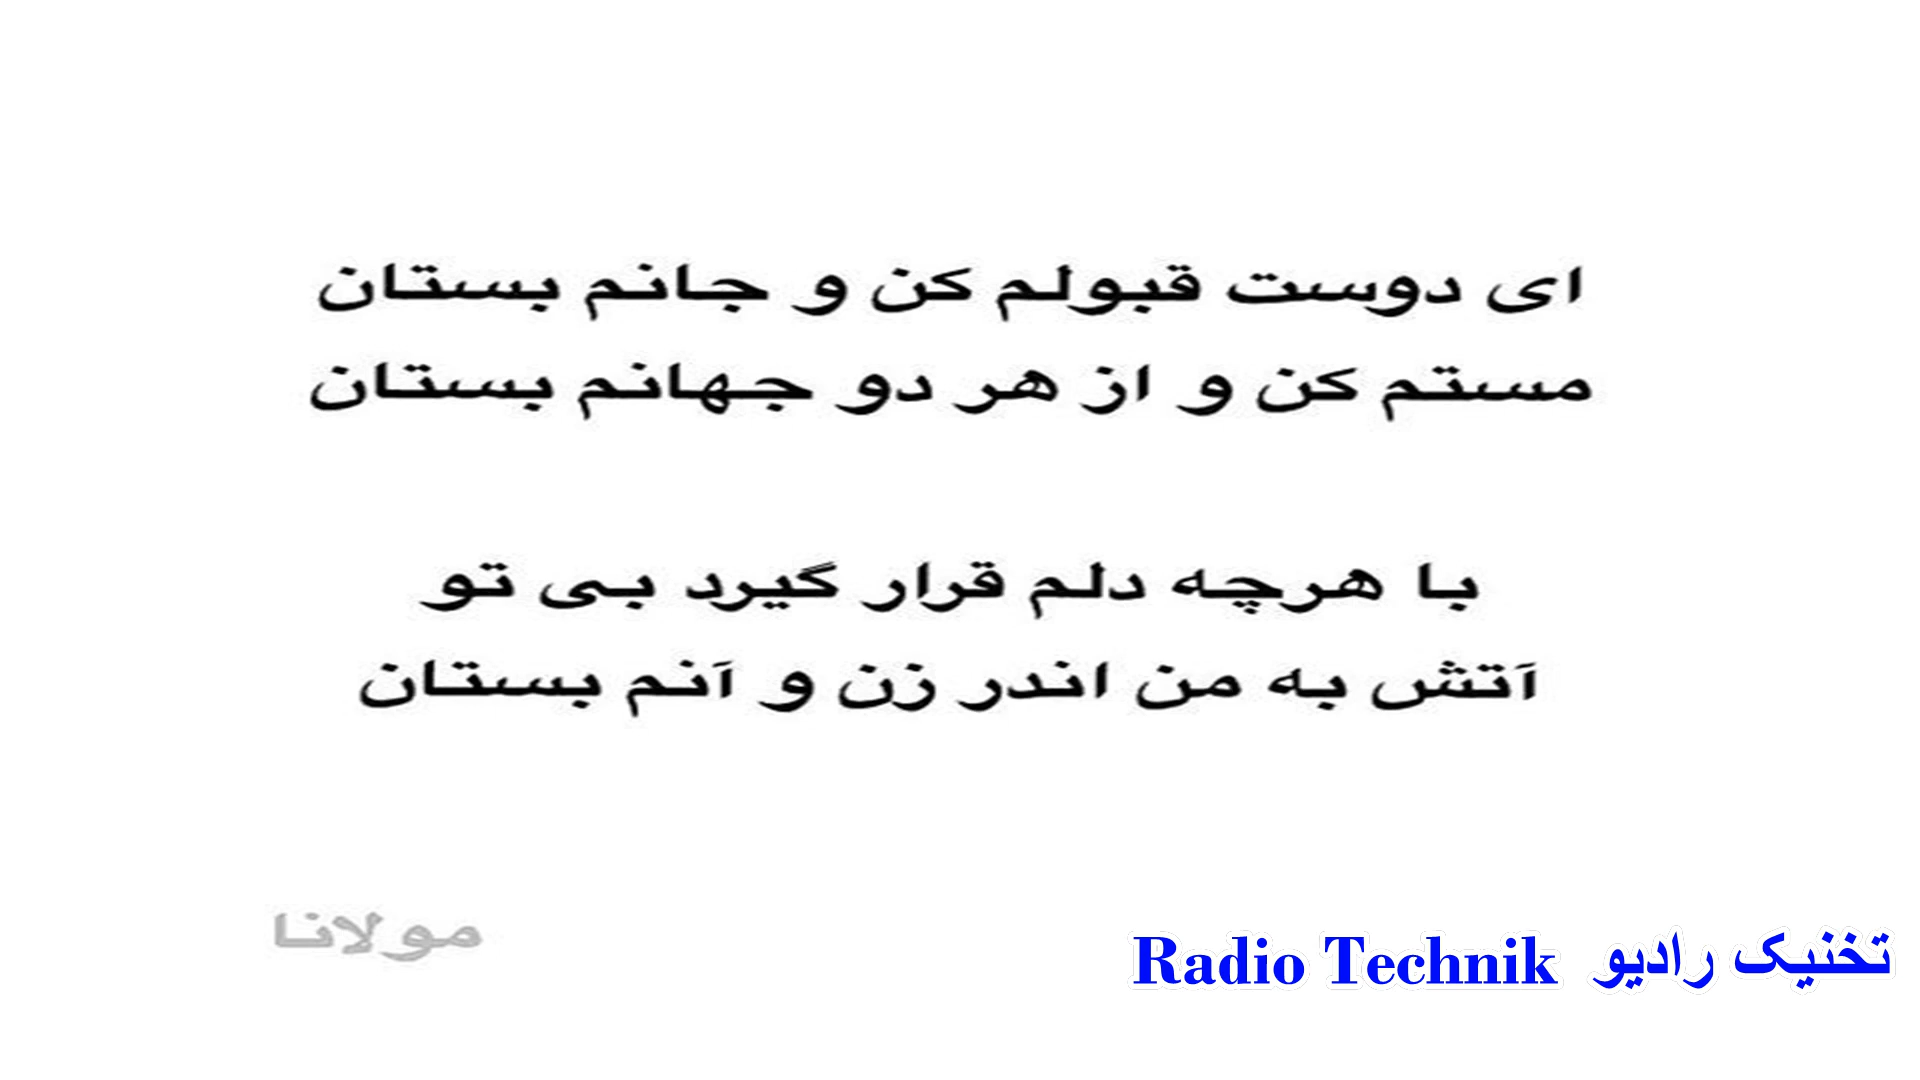 ای دوست قبولم کن و جانم بستان
مستم کن و از هر دو جهانم بستان
با هرچه دلم قرار گیرد بی تو
آتش به من اندر زن و آنم بستان
مولانا
تخنیک رادیو Radio Technik